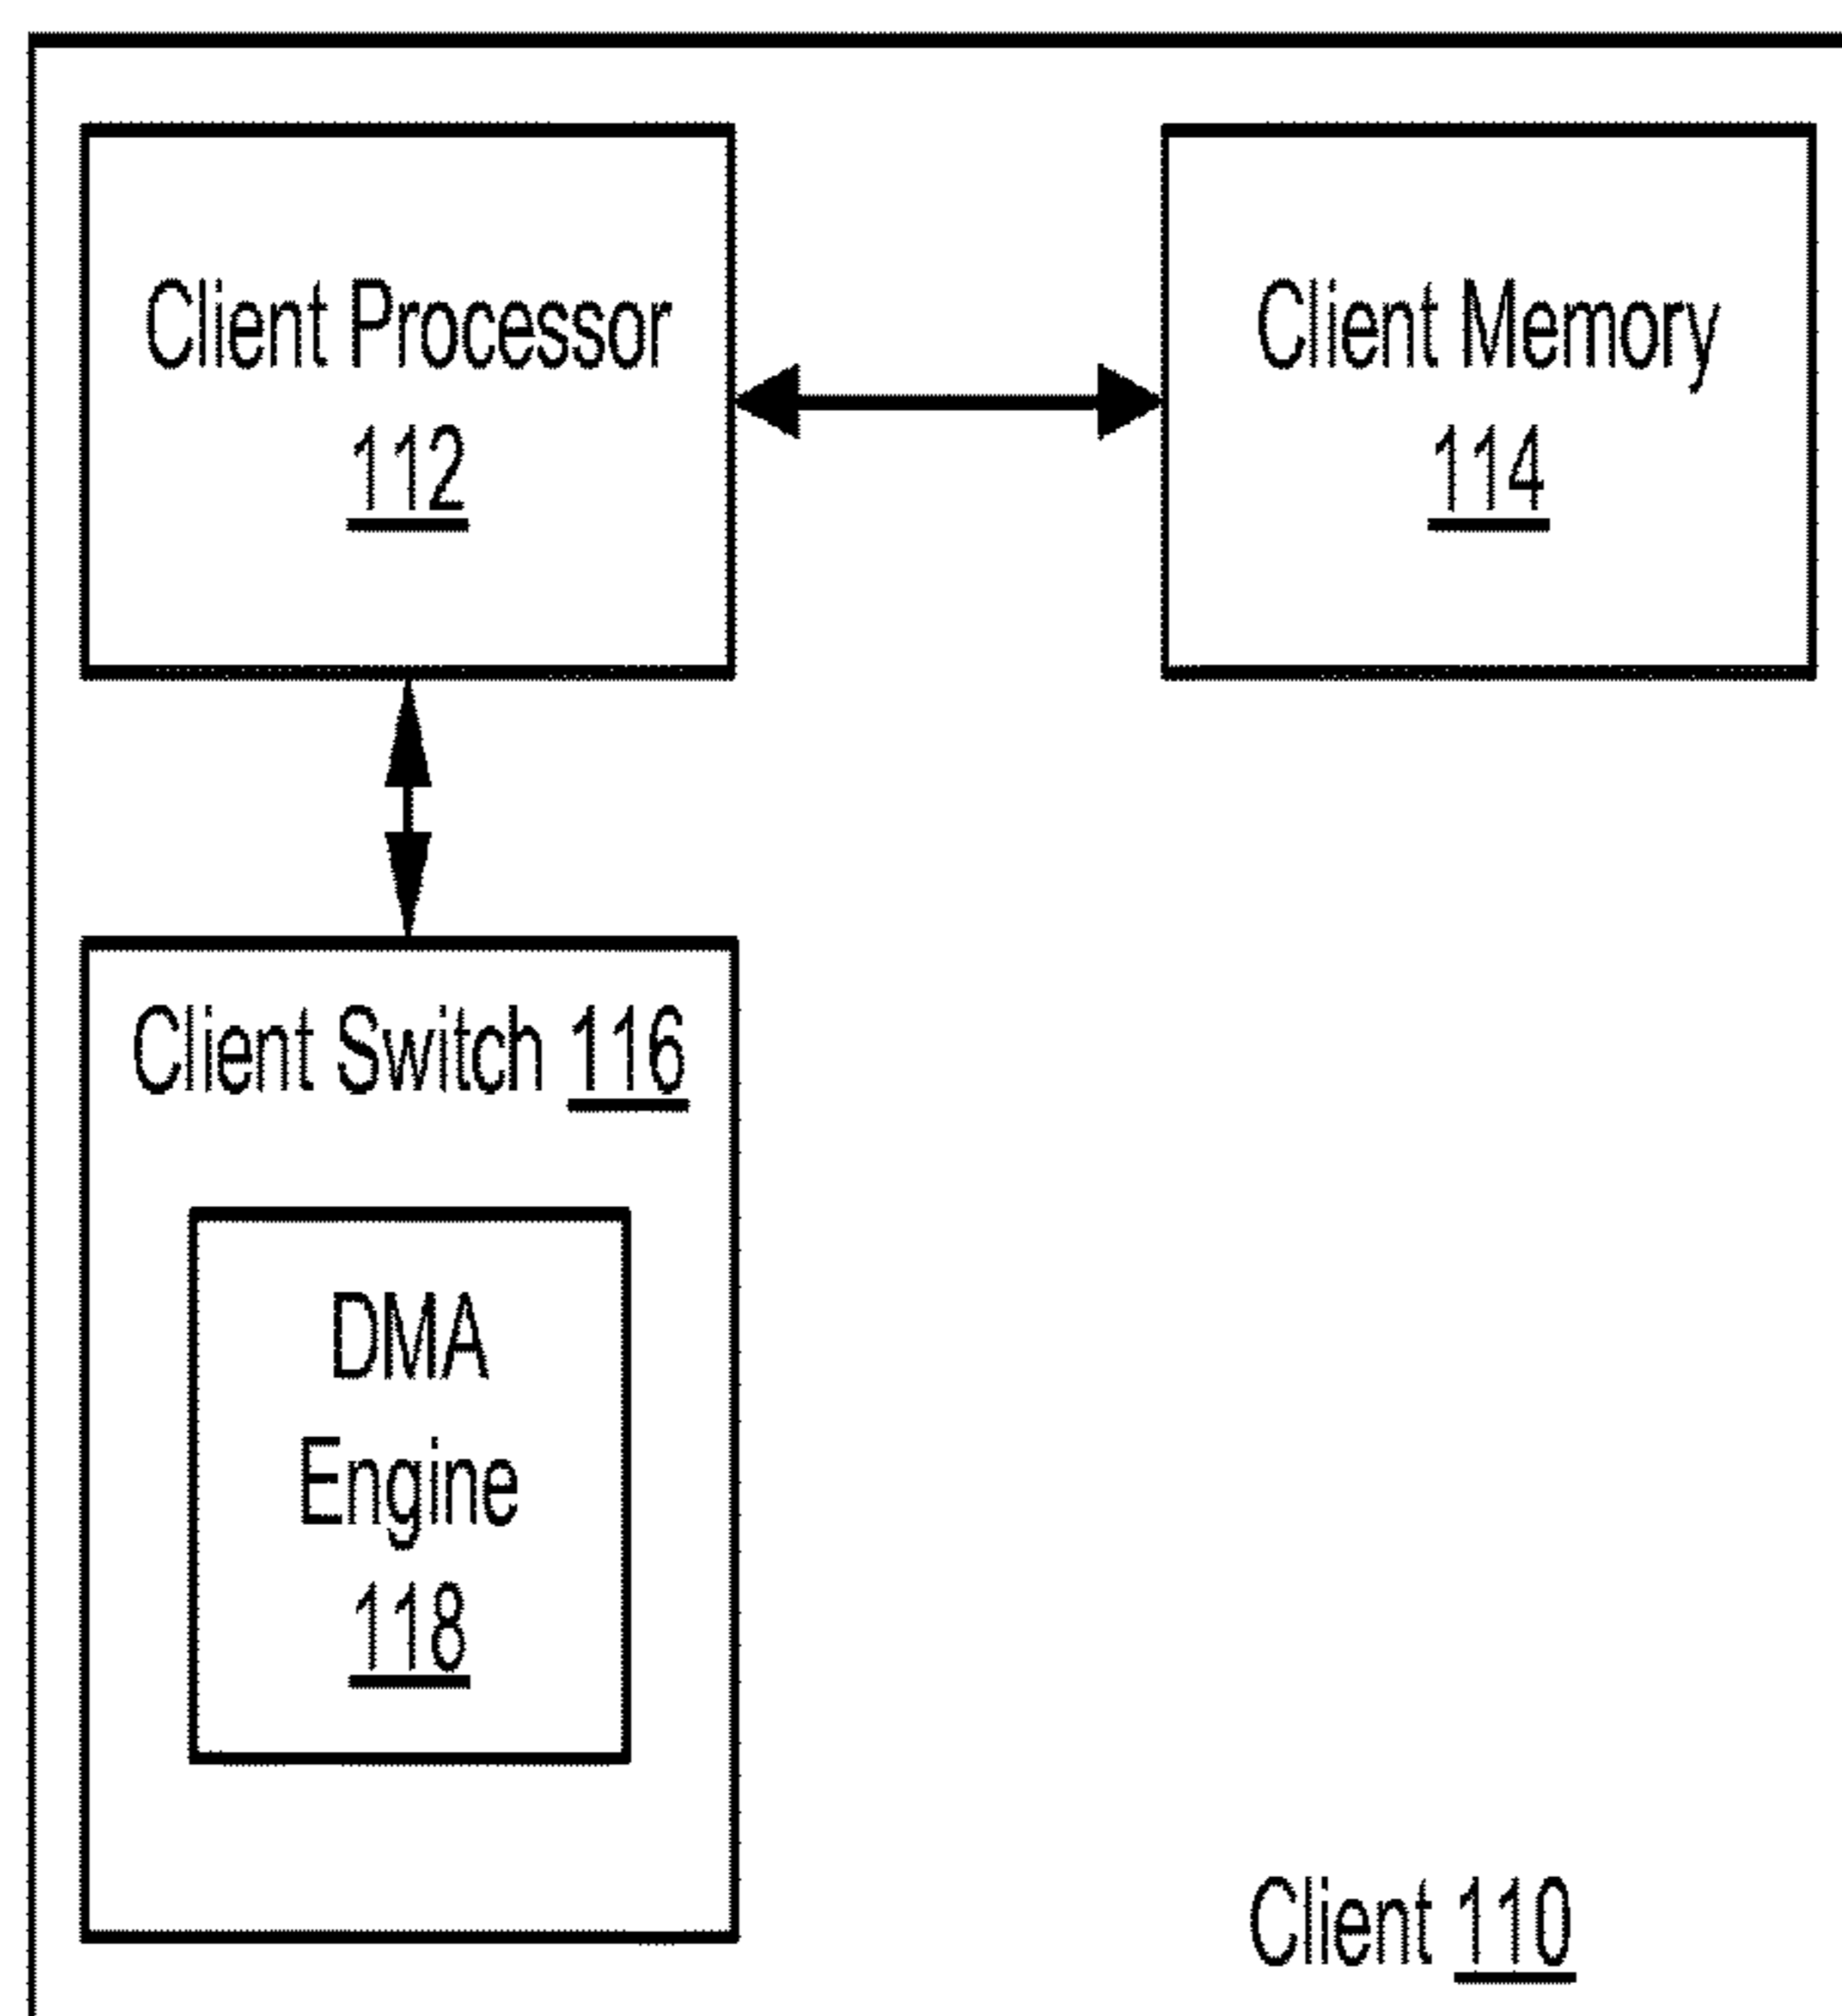 Client Processor
112
Client Memory
114
Client Switch 116
DMA
Engine
118
Client 110